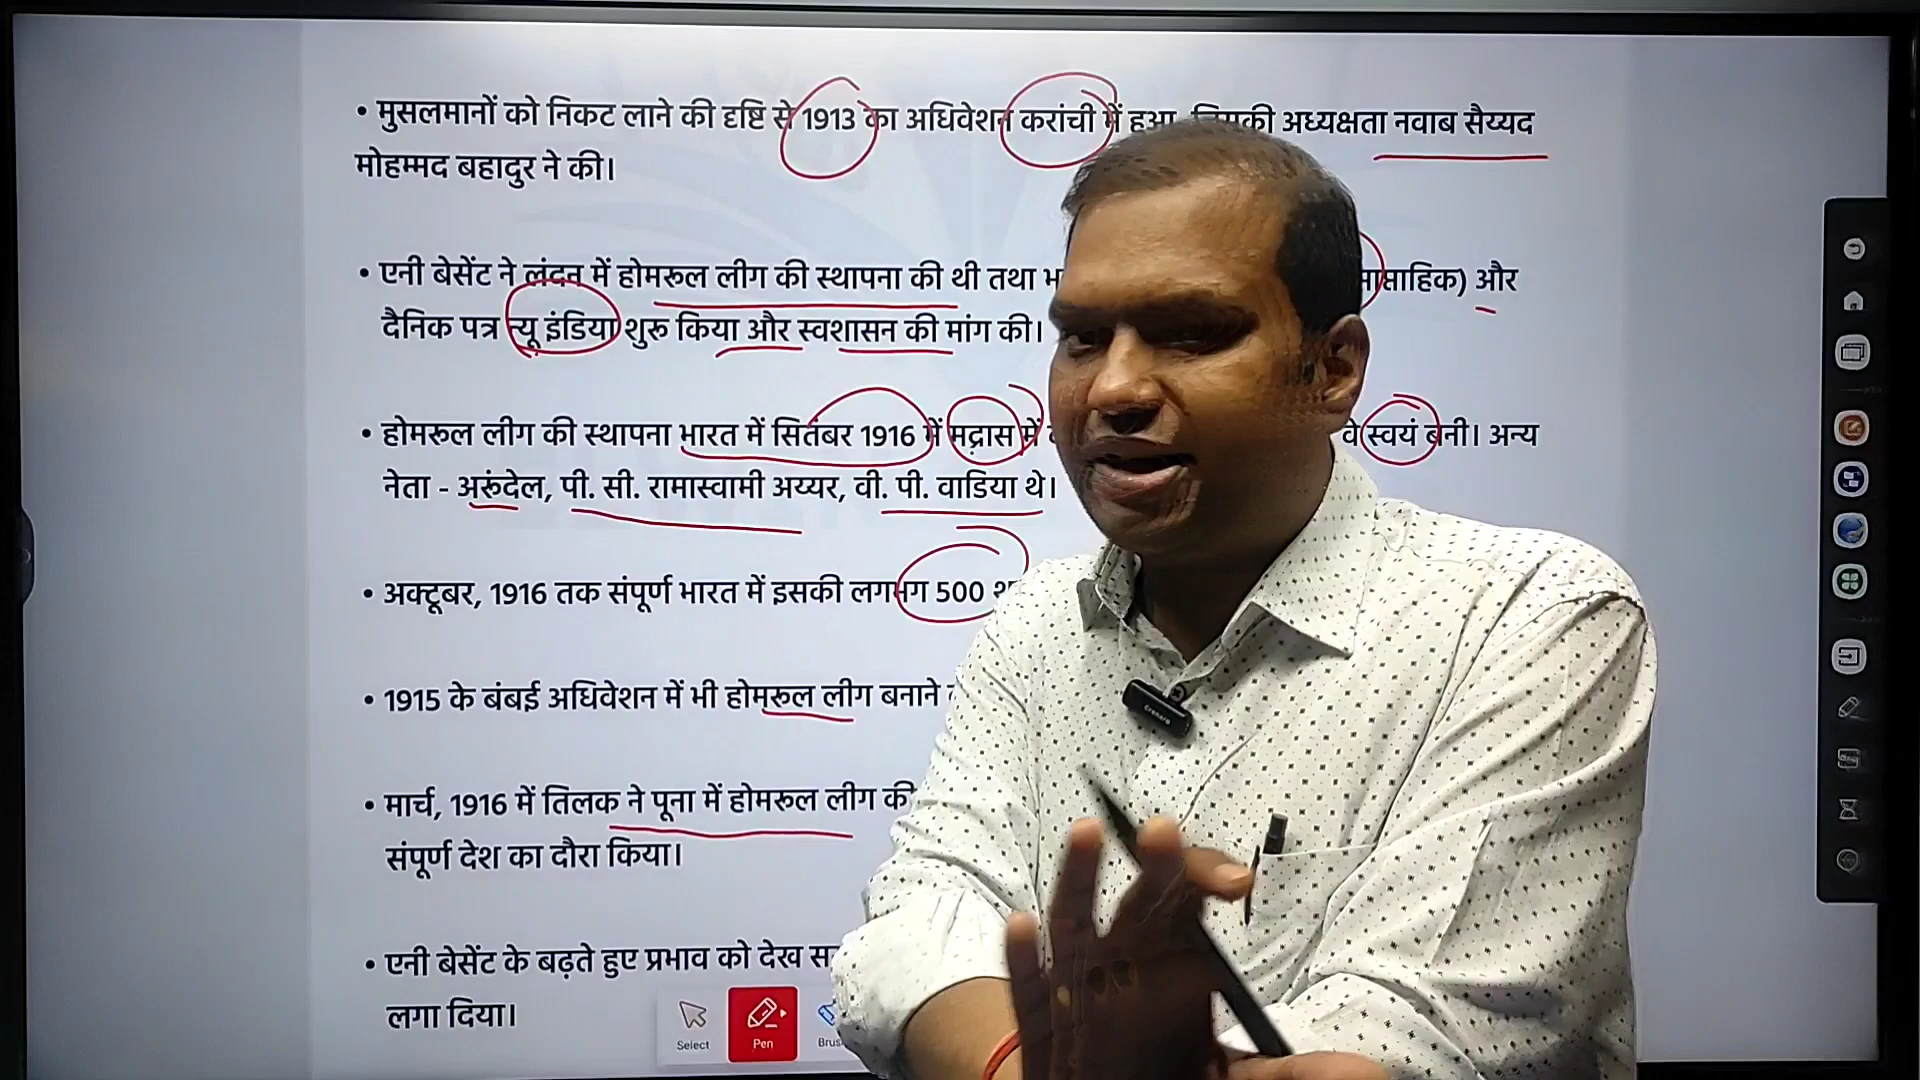 • मुसलमानों को निकट लाने की दृष्टि से 1913 का अधिवेशन करांची में हुआ, जिसकी अध्यक्षता नवाब सैय्यद
मोहम्मद बहादुर ने की।
• एनी बेसेंट ने लंदन में होमरूल लीग की स्थापना की थी तथा और
दैनिक पत्र न्यू इंडिया शुरू किया और स्वशासन की मांग की।
• होमरूल लीग की स्थापना भारत में सितंबर 1916 में मद्रास में वे स्वयं बनी। अन्य
नेता - अरूंदेल, पी. सी. रामास्वामी अय्यर, वी. पी. वाडिया थे।
• अक्टूबर, 1916 तक संपूर्ण भारत में इसकी लगभग 500
• 1915 के बंबई अधिवेशन में भी होमरूल लीग बनाने
• मार्च, 1916 में तिलक ने पूना में होमरूल लीग की
संपूर्ण देश का दौरा किया।
• एनी बेसेंट के बढ़ते हुए प्रभाव को देख
लगा दिया।
Select
Pen